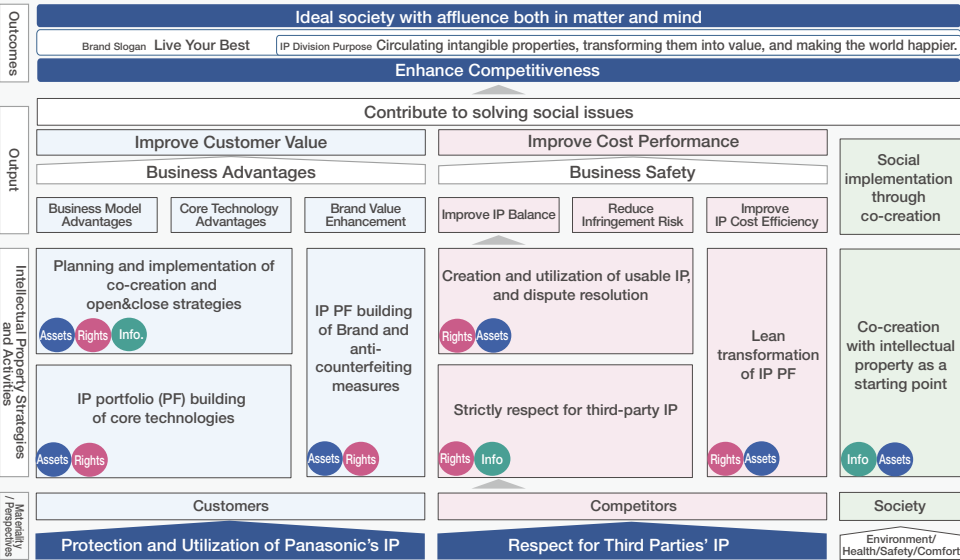 Outcomes
Ideal society with affluence both in matter and mind
Brand Slogan Live Your Best
IP Division Purpose Circulating intangible properties, transforming them into value, and making the world happier.
Enhance Competitiveness
Output
Contribute to solving social issues
Improve Customer Value
Business Advantages
Business Model
Advantages
Core Technology
Advantages
Brand Value
Enhancement
Improve Cost Performance
Business Safety
Improve IP Balance
Reduce
Infringement Risk
Improve
IP Cost Efficiency
Social
implementation
through
co-creation
Intellectual Property Strategies
and Activities
Planning and implementation of
co-creation and
open&close strategies
Assets Rights Info.
IP portfolio (PF) building
of core technologies
Assets Rights
IP PF building
of Brand and
anti-
counterfeiting
measures
Assets Rights
Creation and utilization of usable IP,
and dispute resolution
Rights Assets
Strictly respect for third-party IP
Rights Info
Lean
transformation
of IP PF
Rights Assets
Co-creation
with intellectual
property as a
starting point
Info Assets
Materiality
/ Perspectives
Customers
Protection and Utilization of Panasonic's IP
Competitors
Respect for Third Parties' IP
Society
Environment/
Health/Safety/Comfort